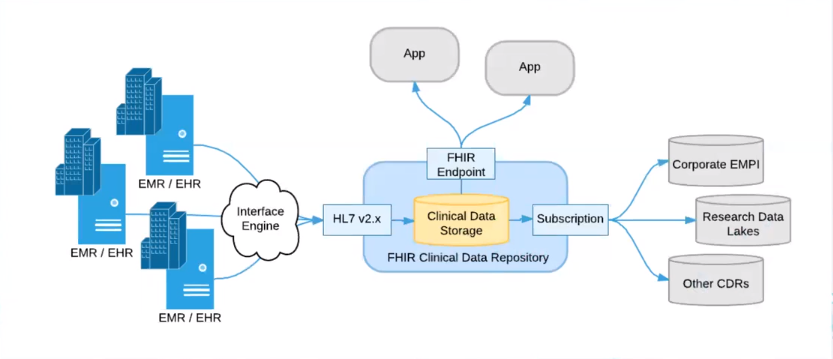 App
App
EMR / EHR
EMR / EHR
EMR / EHR
Interface
Engine
HL7 v2.x
FHIR
Endpoint
Clinical Data
Storage
Subscription
FHIR Clinical Data Repository
Corporate EMPI
Research Data
Lakes
Other CDRs